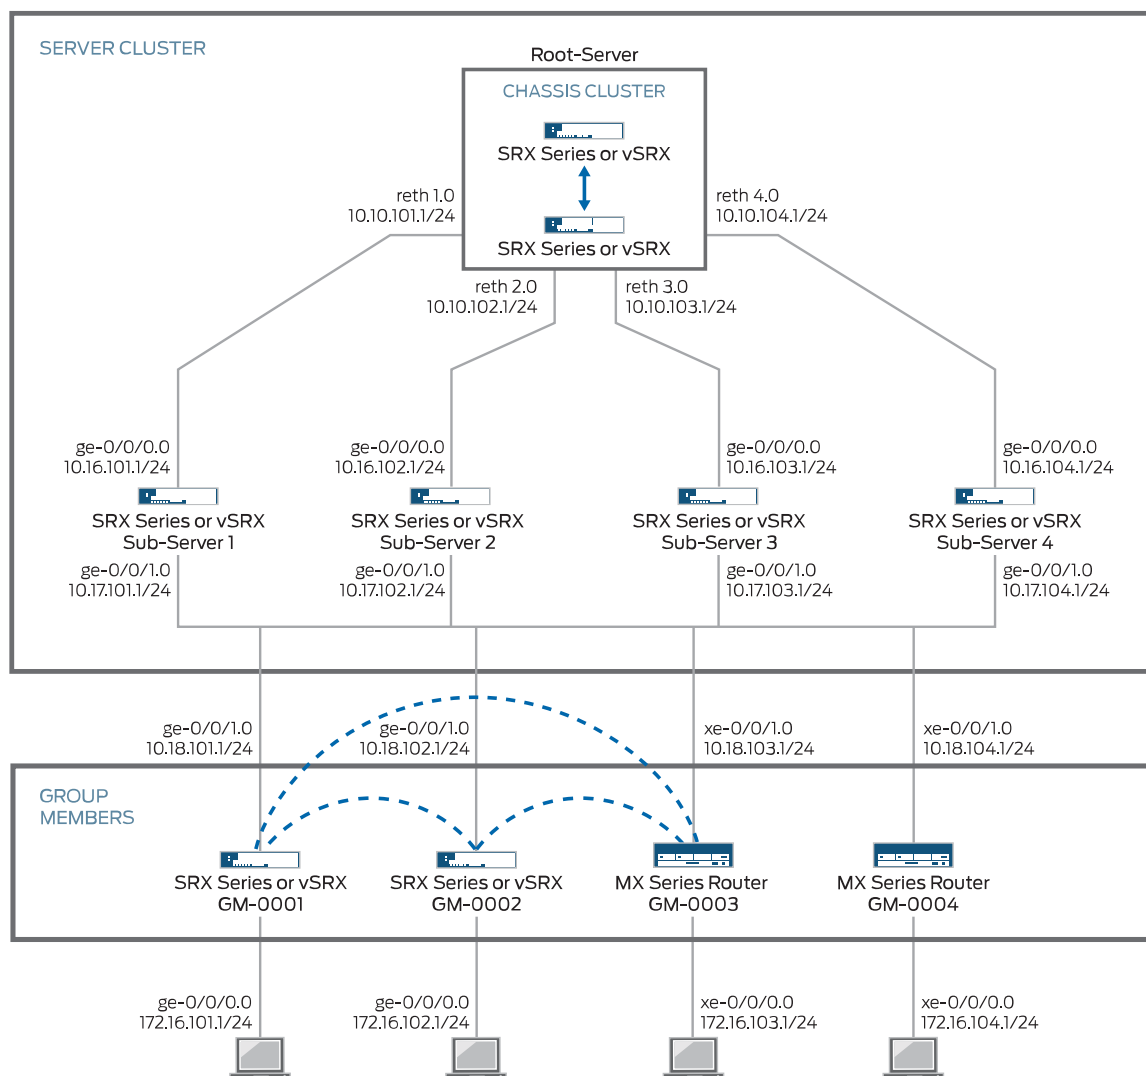 SERVER CLUSTER
Root-Server
CHASSIS CLUSTER
SRX Series or vSRX
SRX Series or vSRX
reth 1.0
10.10.101.1/24
reth 4.0
10.10.104.1/24
reth 2.0
10.10.102.1/24
reth 3.0
10.10.103.1/24
ge-0/0/0.0
10.16.101.1/24
ge-0/0/0.0
10.16.102.1/24
ge-0/0/0.0
10.16.103.1/24
ge-0/0/0.0
10.16.104.1/24
SRX Series or vSRX
Sub-Server 1
SRX Series or vSRX
Sub-Server 2
SRX Series or vSRX
Sub-Server 3
SRX Series or vSRX
Sub-Server 4
ge-0/0/1.0
10.17.101.1/24
ge-0/0/1.0
10.17.102.1/24
ge-0/0/1.0
10.17.103.1/24
ge-0/0/1.0
10.17.104.1/24
ge-0/0/1.0
10.18.101.1/24
ge-0/0/1.0
10.18.102.1/24
xe-0/0/1.0
10.18.103.1/24
xe-0/0/1.0
10.18.104.1/24
GROUP
MEMBERS
SRX Series or vSRX
GM-0001
SRX Series or vSRX
GM-0002
MX Series Router
GM-0003
MX Series Router
GM-0004
ge-0/0/0.0
172.16.101.1/24
ge-0/0/0.0
172.16.102.1/24
xe-0/0/0.0
172.16.103.1/24
xe-0/0/0.0
172.16.104.1/24